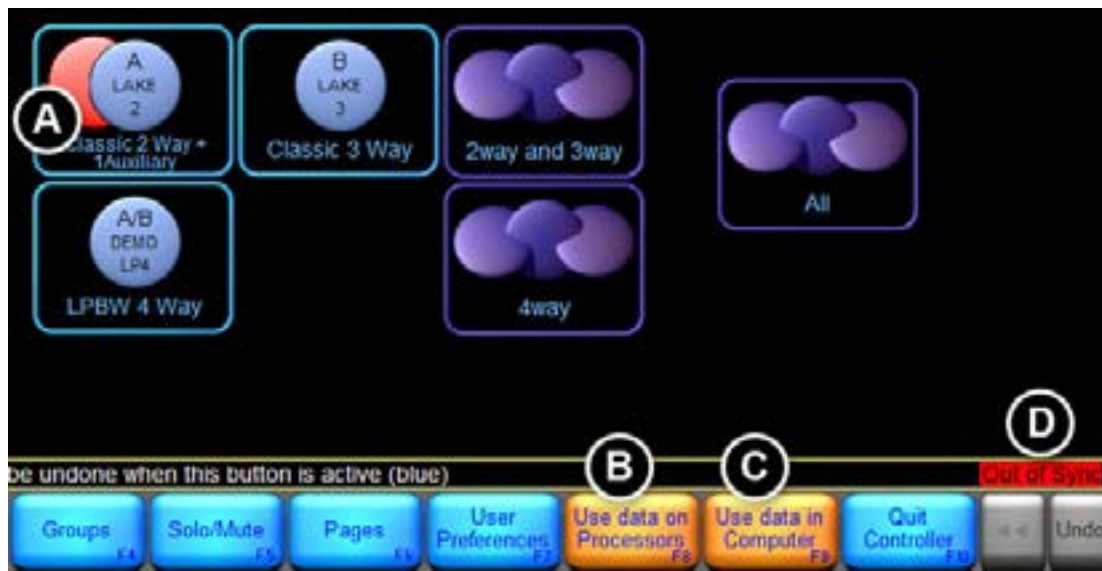 A
LAKE
2
A
Classic 2 Way +
1Auxiliary
B
LAKE
3
Classic 3 Way
2way and 3way
All
A/B
DEMO
LP4
LPBW 4 Way
4way
D
be undone when this button is active (blue)
B
C
Out of Sync
Groups
F4
Solo/Mute
F5
Pages
F6
User
Preferences
F7
Use data on
Processors
F8
Use data in
Computer
F9
Quit
Controller
F10
<<
Undo